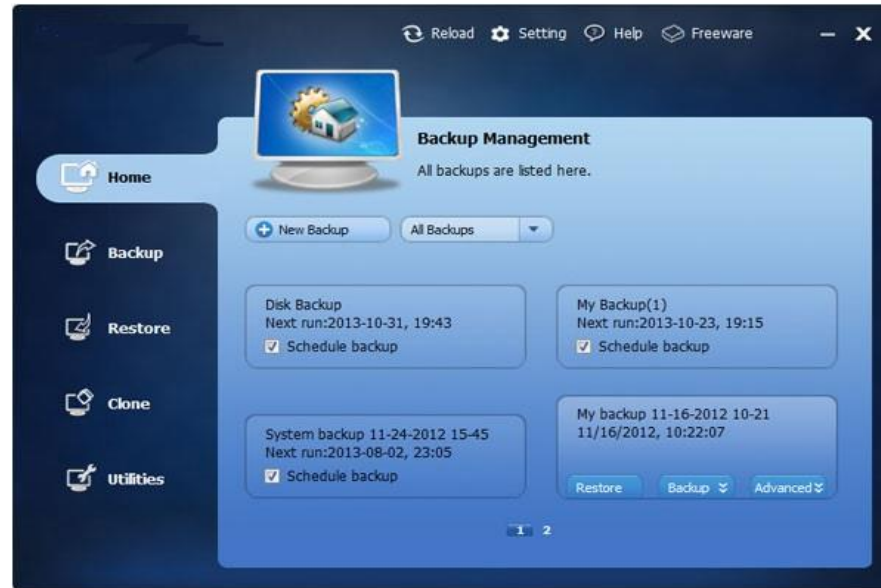 Reload Setting Help Freeware
Backup Management
All backups are listed here.
Home
Backup
Restore
Clone
Utilities
New Backup All Backups
Disk Backup
Next run:2013-10-31, 19:43
Schedule backup
My Backup(1)
Next run:2013-10-23, 19:15
Schedule backup
System backup 11-24-2012 15-45
Next run:2013-08-02, 23:05
Schedule backup
My backup 11-16-2012 10-21
11/16/2012, 10:22:07
Restore Backup Advanced
1 2